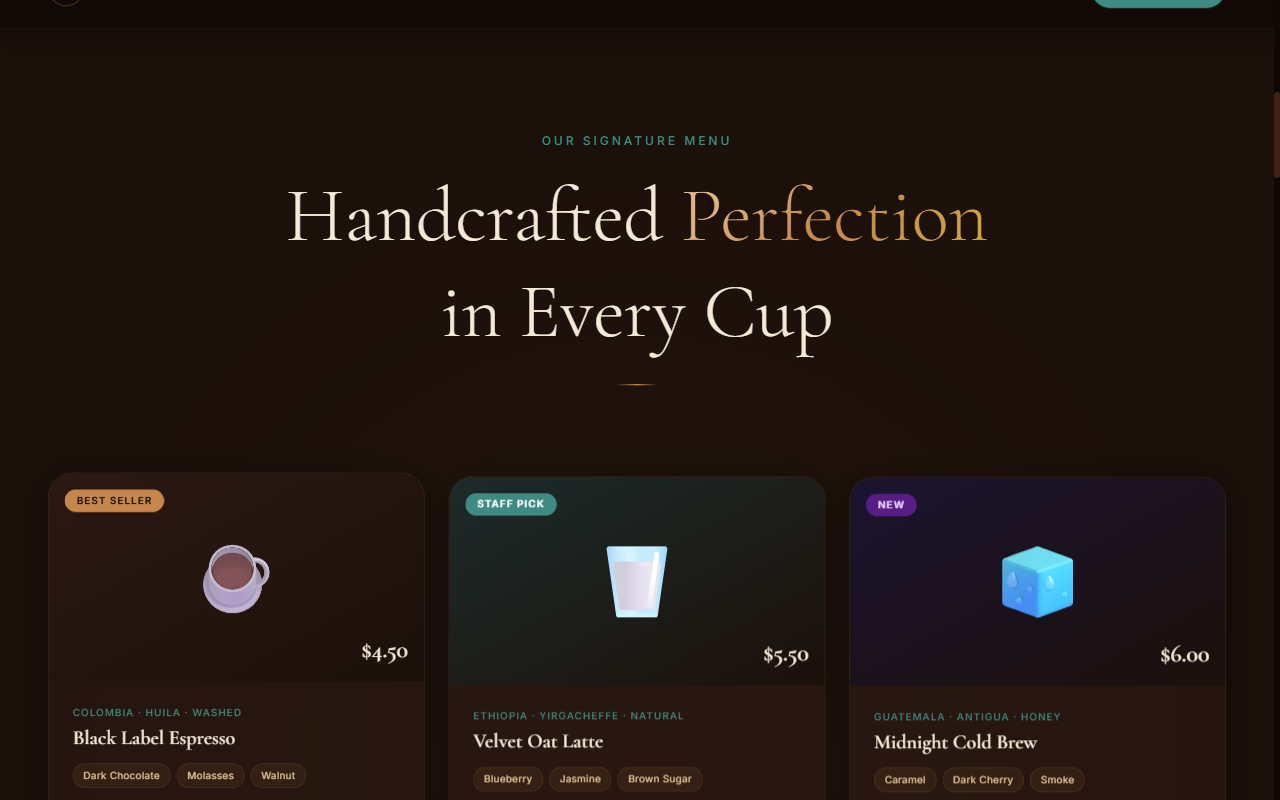 OUR SIGNATURE MENU
Handcrafted Perfection
in Every Cup
BEST SELLER
$4.50
COLOMBIA · HUILA · WASHED
Black Label Espresso
Dark Chocolate
Molasses
Walnut
STAFF PICK
$5.50
ETHIOPIA · YIRGACHEFFE · NATURAL
Velvet Oat Latte
Blueberry
Jasmine
Brown Sugar
NEW
$6.00
GUATEMALA · ANTIGUA · HONEY
Midnight Cold Brew
Caramel
Dark Cherry
Smoke